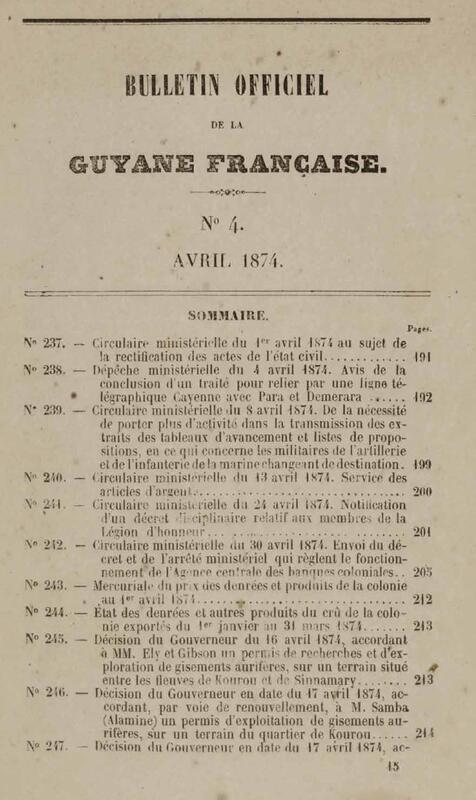 BULLETIN OFFICIEL
DE LA
GUYANE FRANÇAISE.
N° 4.
AVRIL 1874.
SOMMAIRE.
Pages.
N° 237. — Circulaire ministérielle du 1er avril 1874 au sujet de
la rectification des actes de l'état civil............. 191
N° 238. — Dépêche ministérielle du 4 avril 1874. Avis de la
conclusion d'un traité pour relier par une ligne té-
légraphique Cayenne avec Para et Demerara ....... 192
N° 239. — Circulaire ministérielle du 8 avril 1874. De la nécessité
de porter plus d'activité dans la transmission des ex-
traits des tableaux d'avancement et listes de propo-
sitions, en ce qui concerne les militaires de l'artillerie
et de l'infanterie de la marine changeant de destination. 199
N° 240. — Circulaire ministérielle du 13 avril 1874. Service des
articles d'argent................................... 200
N° 241. — Circulaire ministérielle du 24 avril 1874. Notification
d'un décret disciplinaire relatif aux membres de la
Légion d'honneur................................... 201
N° 242. — Circulaire ministérielle du 30 avril 1874. Envoi du dé-
cret et de l'arrêté ministériel qui règlent le fonction-
nement de l'Agence centrale des banques coloniales.. 205
N° 243. — Mercuriale du prix des denrées et produits de la colonie
au 1er avril 1874................................... 212
N° 244. — Etat des denrées et autres produits du crû de la colo-
nie exportés du 1er janvier au 31 mars 1874........ 213
N° 245. — Décision du Gouverneur du 16 avril 1874, accordant
à MM. Ely et Gibson un permis de recherches et d'ex-
ploration de gisements aurifères, sur un terrain situé
entre les fleuves de Kourou et de Sinnamary....... 213
N° 246. — Décision du Gouverneur en date du 17 avril 1874, ac-
cordant, par voie de renouvellement, à M. Samba
(Alamine) un permis d'exploitation de gisements au-
rifères, sur un terrain du quartier de Kourou...... 214
N° 247. — Décision du Gouverneur en date du 17 avril 1874, ac-
15